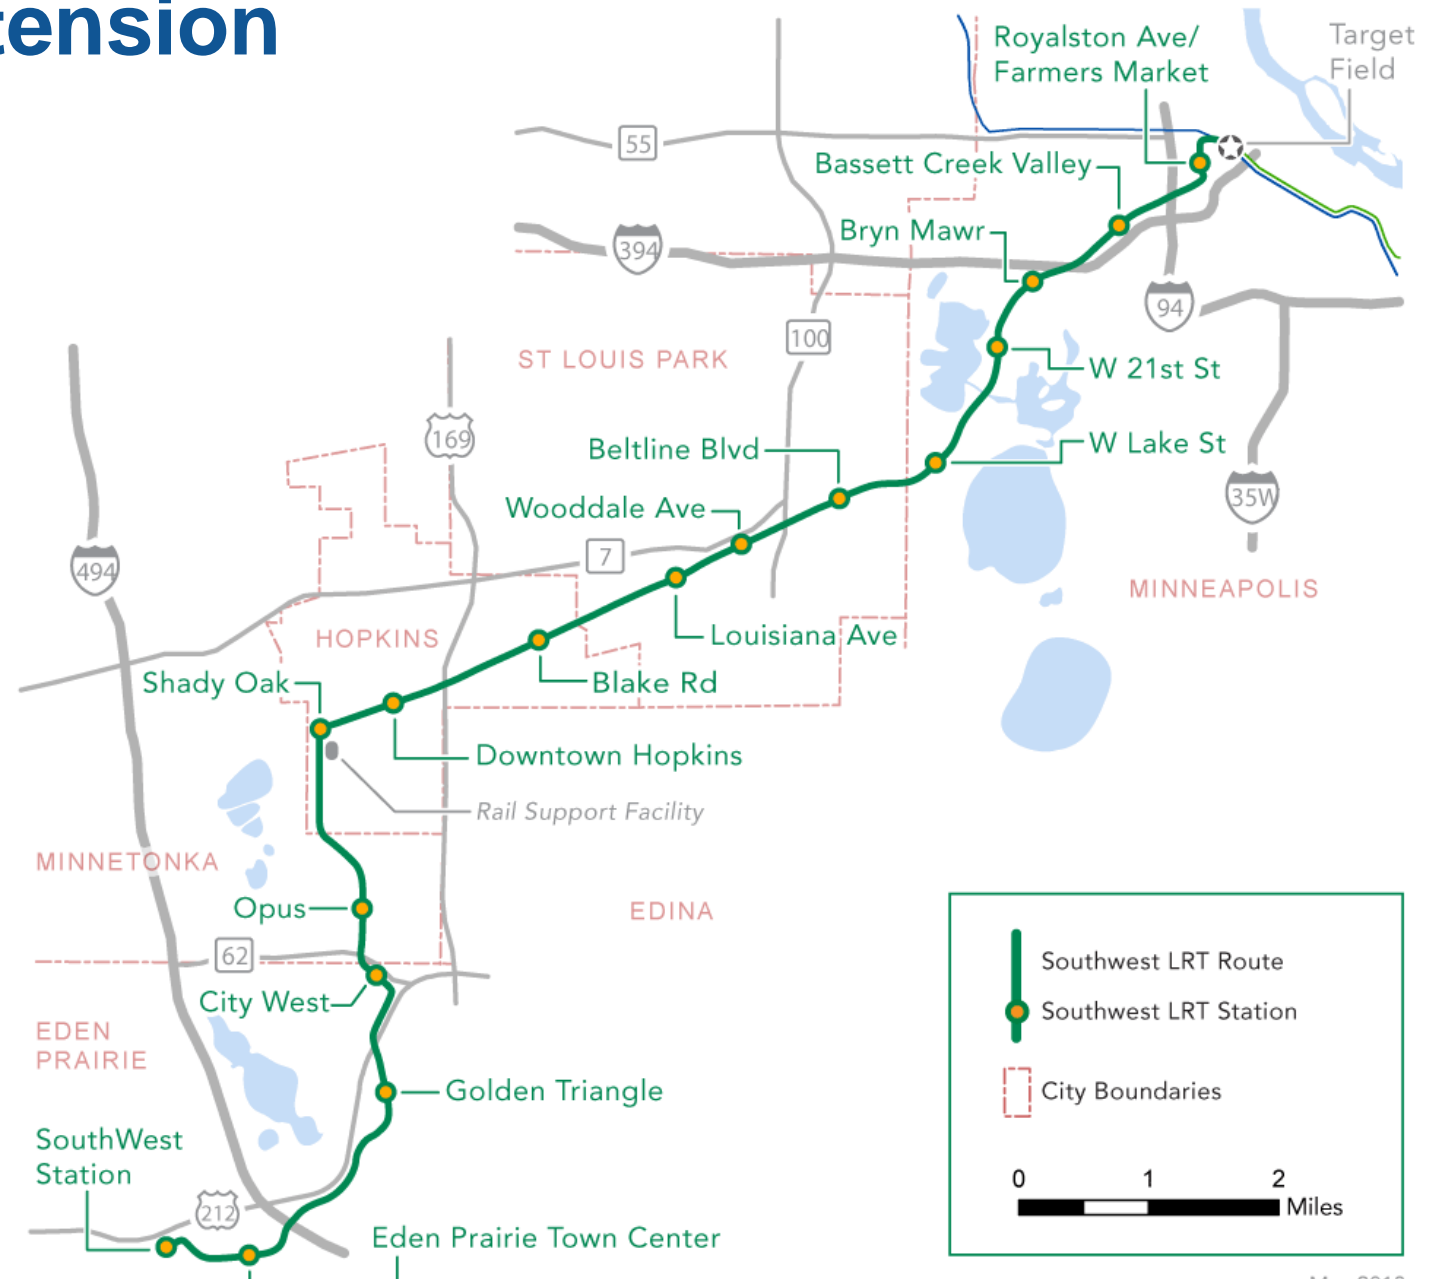 tension
Royalston Ave/
Farmers Market
Target
Field
55
Bassett Creek Valley
Bryn Mawr
394
94
100
ST LOUIS PARK
W 21st St
169
Beltline Blvd
W Lake St
Wooddale Ave
35W
7
494
MINNEAPOLIS
HOPKINS
Louisiana Ave
Shady Oak
Blake Rd
Downtown Hopkins
Rail Support Facility
MINNETONKA
Opus
EDINA
62
City West
EDEN
PRAIRIE
Golden Triangle
SouthWest
Station
212
Eden Prairie Town Center
Southwest LRT Route
Southwest LRT Station
City Boundaries
0 1 2
Miles